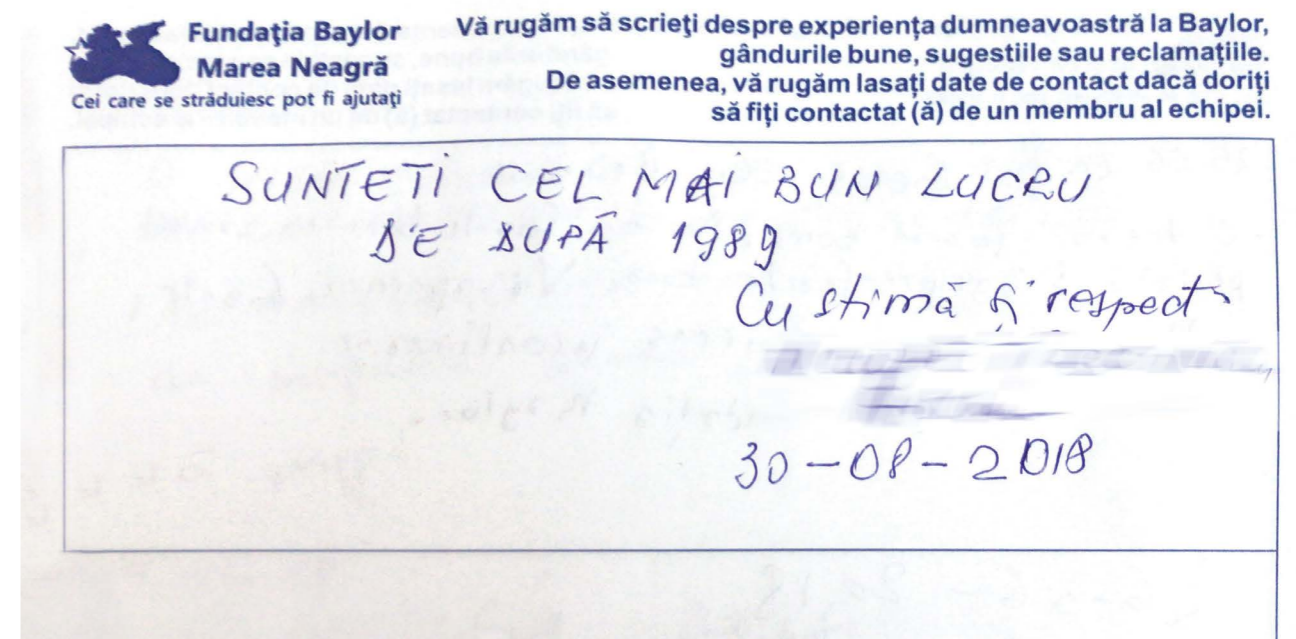 Fundaţia Baylor
Marea Neagră
Cei care se străduiesc pot fi ajutaţi
Vă rugăm să scrieţi despre experienţa dumneavoastră la Baylor,
gândurile bune, sugestiile sau reclamaţiile.
De asemenea, vă rugăm lasaţi date de contact dacă doriţi
să fiţi contactat (ă) de un membru al echipei.
SUNTETI CEL MAI BUN LUCRU
DE DUPĂ 1989
Cu stimă și respect
30-08-2018